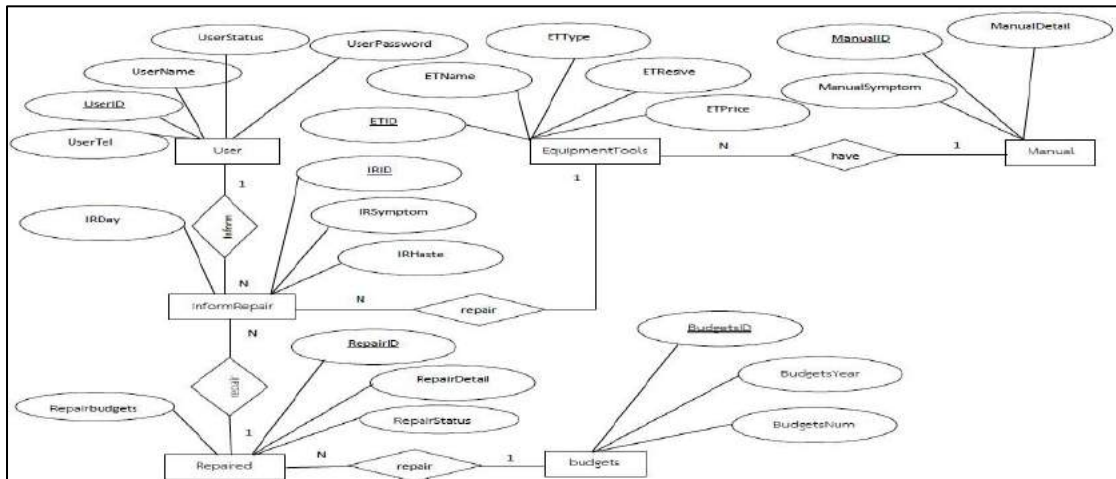 UserStatus
UserPassword
UserName
UserID
UserTel
User
ETType
ETName
ETResive
ETID
ETPrice
EquipmentTools
ManualID
ManualDetail
ManualSymptom
Manual
N
have
1
1
1
Inform
IRID
IRDay
IRSymptom
IRHaste
N
InformRepair
N
repair
N
RepairID
RepairDetail
Repairbudgets
RepairStatus
1
Repaired
N
repair
1
budgets
BudgetsID
BudgetsYear
BudgetsNum